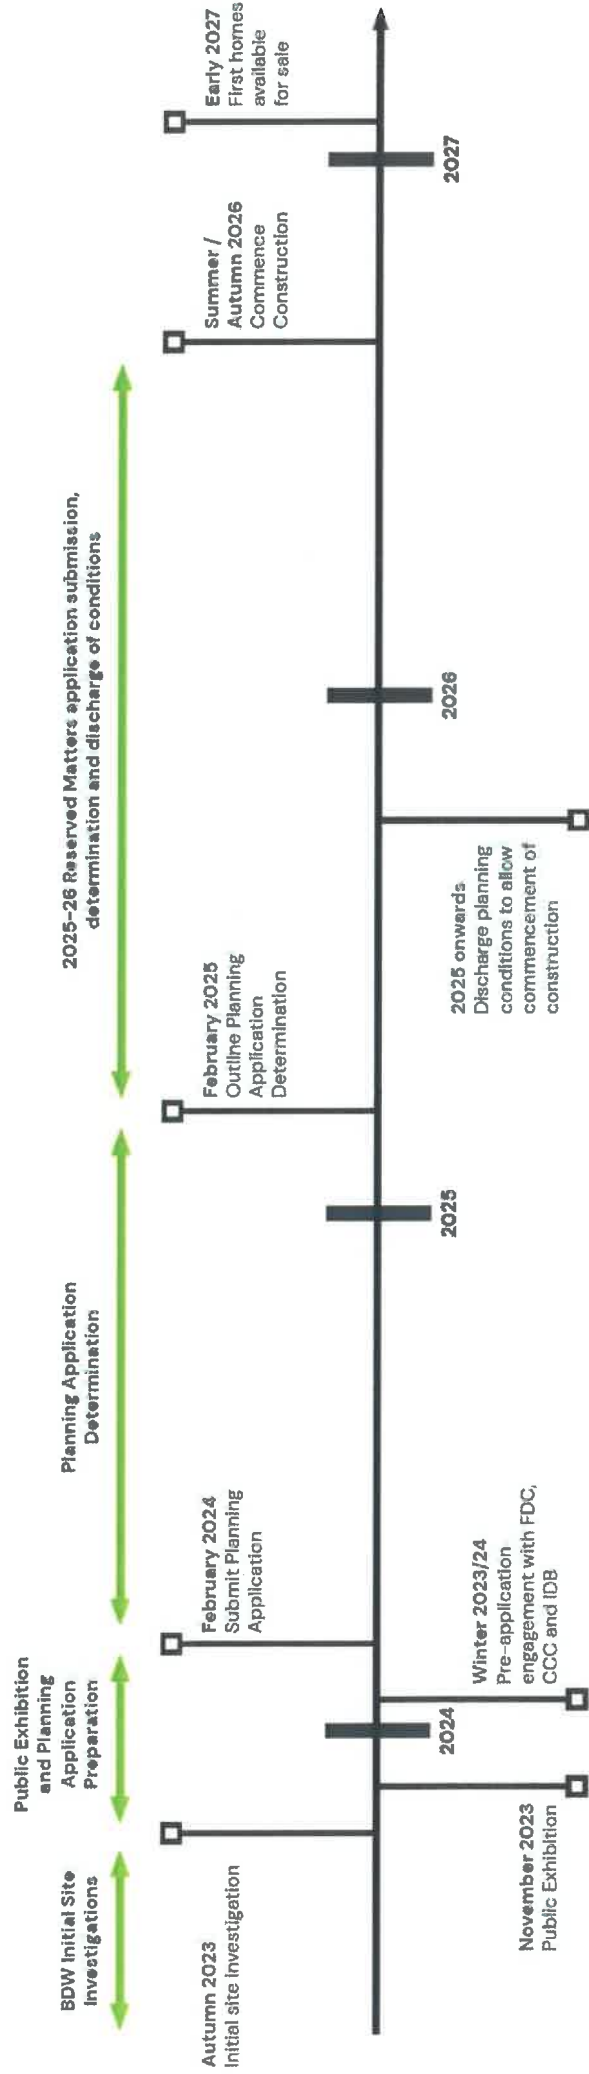 BDW Initial Site
Investigations
Public Exhibition
and Planning
Application
Preparation
Planning Application
Determination
2025-26 Reserved Matters application submission,
determination and discharge of conditions
Autumn 2023
Initial site Investigation
February 2024
Submit Planning
Application
February 2025
Outline Planning
Application
Determination
Summer /
Autumn 2026
Commence
Construction
Early 2027
First homes
available
for sale
2024
2025
2026
2027
November 2023
Public Exhibition
Winter 2023/24
Pre-application
engagement with FDC,
CCC and IDB
2025 onwards
Discharge planning
conditions to allow
commencement of
construction